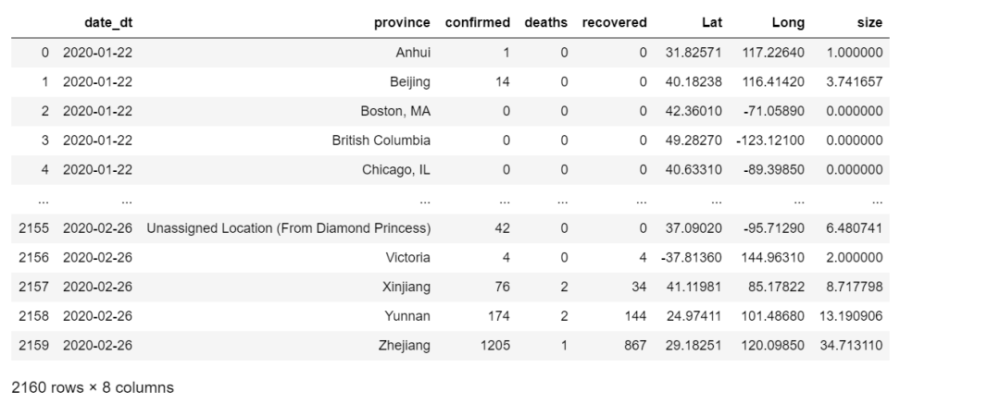 date_dt province confirmed deaths recovered Lat Long size
0 2020-01-22 Anhui 1 0 0 31.82571 117.22640 1.000000
1 2020-01-22 Beijing 14 0 0 40.18238 116.41420 3.741657
2 2020-01-22 Boston, MA 0 0 0 42.36010 -71.05890 0.000000
3 2020-01-22 British Columbia 0 0 0 49.28270 -123.12100 0.000000
4 2020-01-22 Chicago, IL 0 0 0 40.63310 -89.39850 0.000000
... ... ... ... ... ... ... ... ...
2155 2020-02-26 Unassigned Location (From Diamond Princess) 42 0 0 37.09020 -95.71290 6.480741
2156 2020-02-26 Victoria 4 0 4 -37.81360 144.96310 2.000000
2157 2020-02-26 Xinjiang 76 2 34 41.11981 85.17822 8.717798
2158 2020-02-26 Yunnan 174 2 144 24.97411 101.48680 13.190906
2159 2020-02-26 Zhejiang 1205 1 867 29.18251 120.09850 34.713110
2160 rows × 8 columns